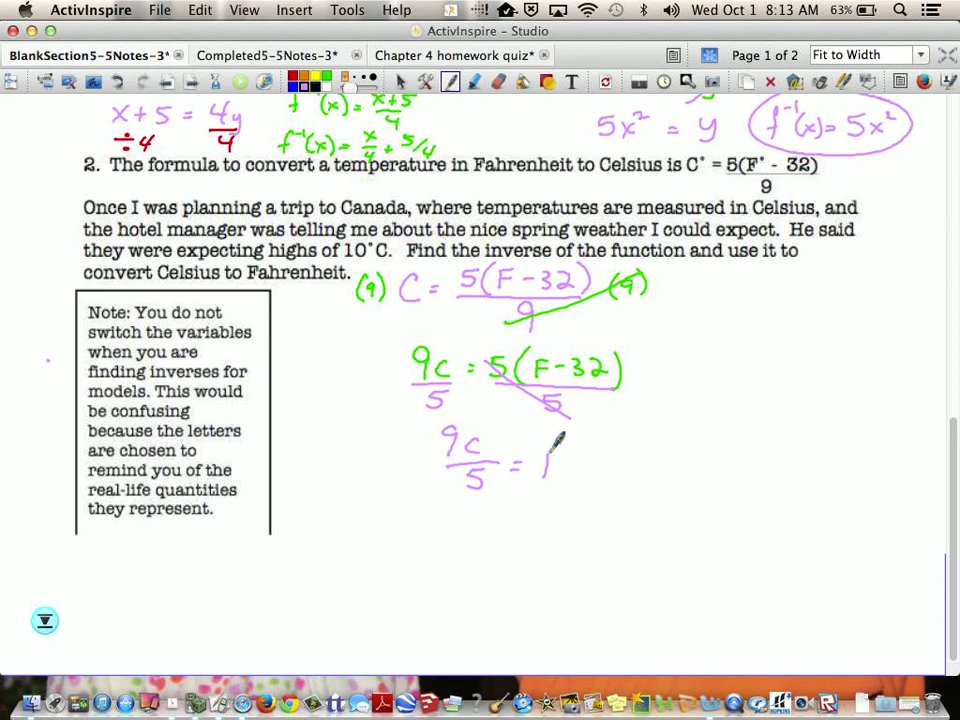 ActivInspire File Edit View Insert Tools Help Wed Oct 1 8:13 AM 63%
ActivInspire - Studio
BlankSection5-5Notes-3* Completed5-5Notes-3* Chapter 4 homework quiz* Page 1 of 2 Fit to Width
x + 5 = 4y
÷4 4
f⁻¹(x) = x+5/4
f⁻¹(x) = x/4 + 5/4
5x² = y
f⁻¹(x) = 5x²
2. The formula to convert a temperature in Fahrenheit to Celsius is C° = 5(F° - 32)
9
Once I was planning a trip to Canada, where temperatures are measured in Celsius, and
the hotel manager was telling me about the nice spring weather I could expect. He said
they were expecting highs of 10°C. Find the inverse of the function and use it to
convert Celsius to Fahrenheit.
(9) C = 5(F-32) (9)
9
9C = 5(F-32)
5 5
9C
5 =
Note: You do not
switch the variables
when you are
finding inverses for
models. This would
be confusing
because the letters
are chosen to
remind you of the
real-life quantities
they represent.